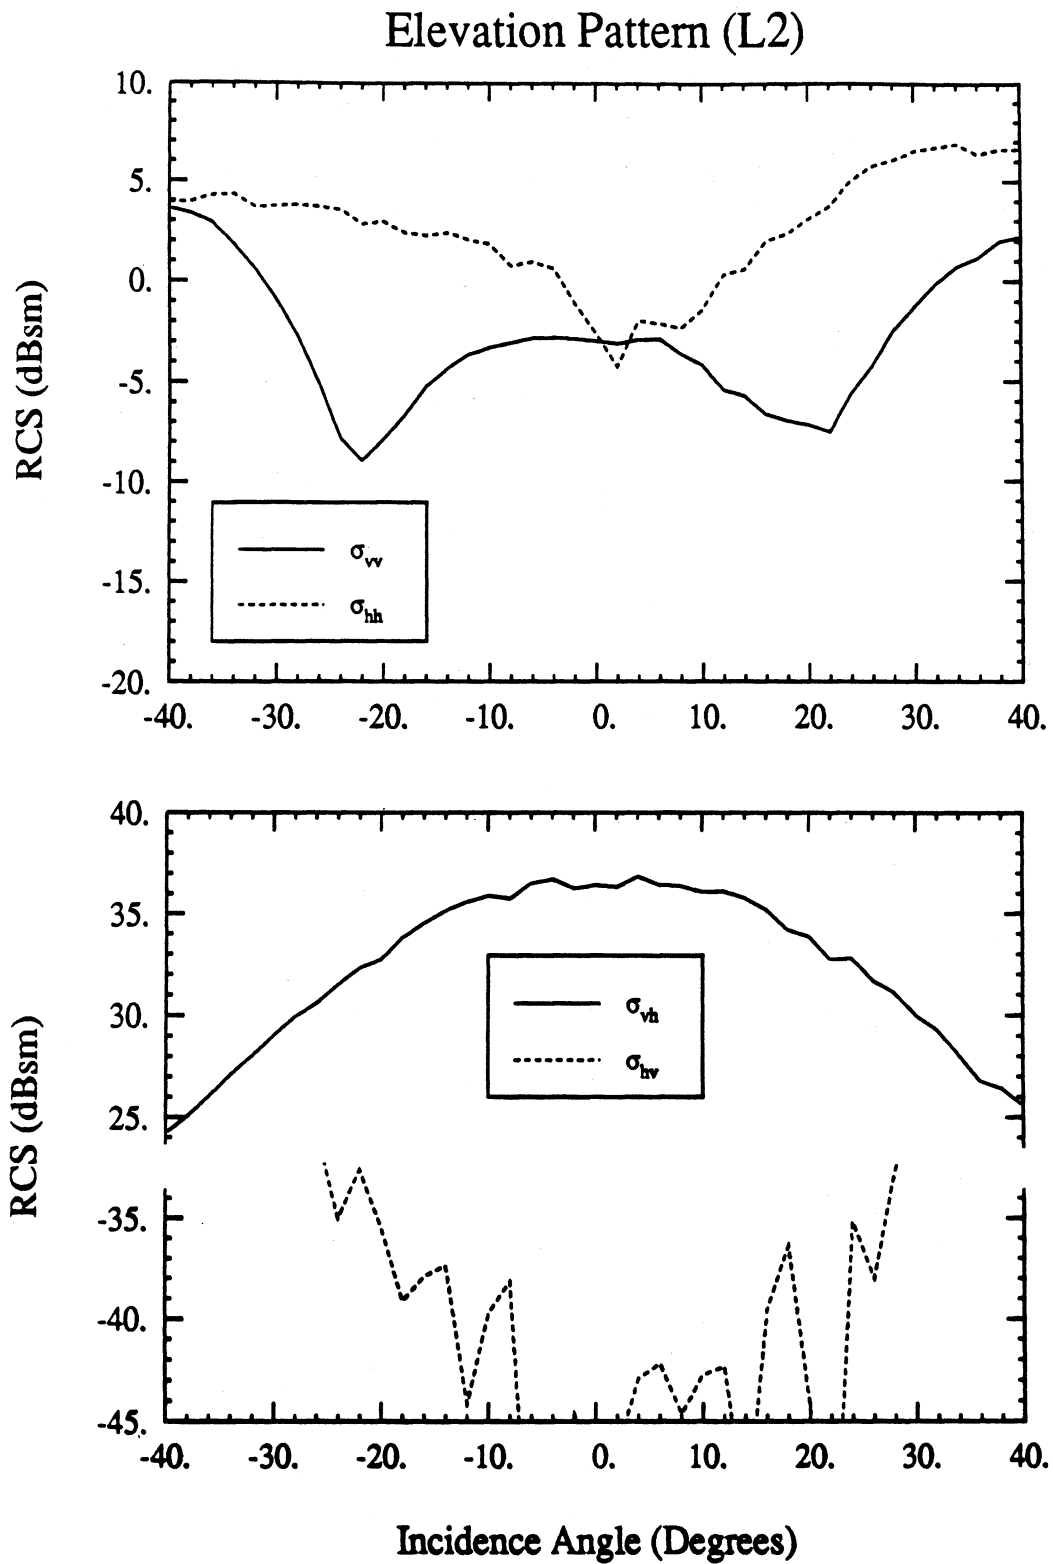 Elevation Pattern (L2)
10.
5.
0.
-5.
-10.
-15.
-20.
RCS (dBsm)
σvv
σhh
-40. -30. -20. -10. 0. 10. 20. 30. 40.
40.
35.
30.
25.
-35.
-40.
-45.
RCS (dBsm)
σvh
σhv
-40. -30. -20. -10. 0. 10. 20. 30. 40.
Incidence Angle (Degrees)